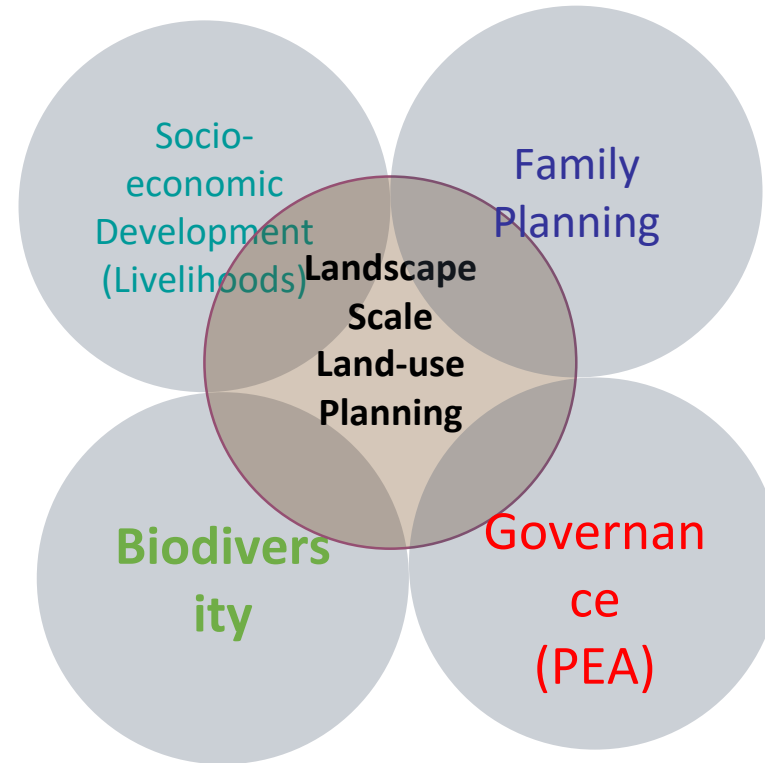 Socio-
economic
Development
(Livelihoods)
Family
Planning
Landscape
Scale
Land-use
Planning
Biodivers
ity
Governan
ce
(PEA)